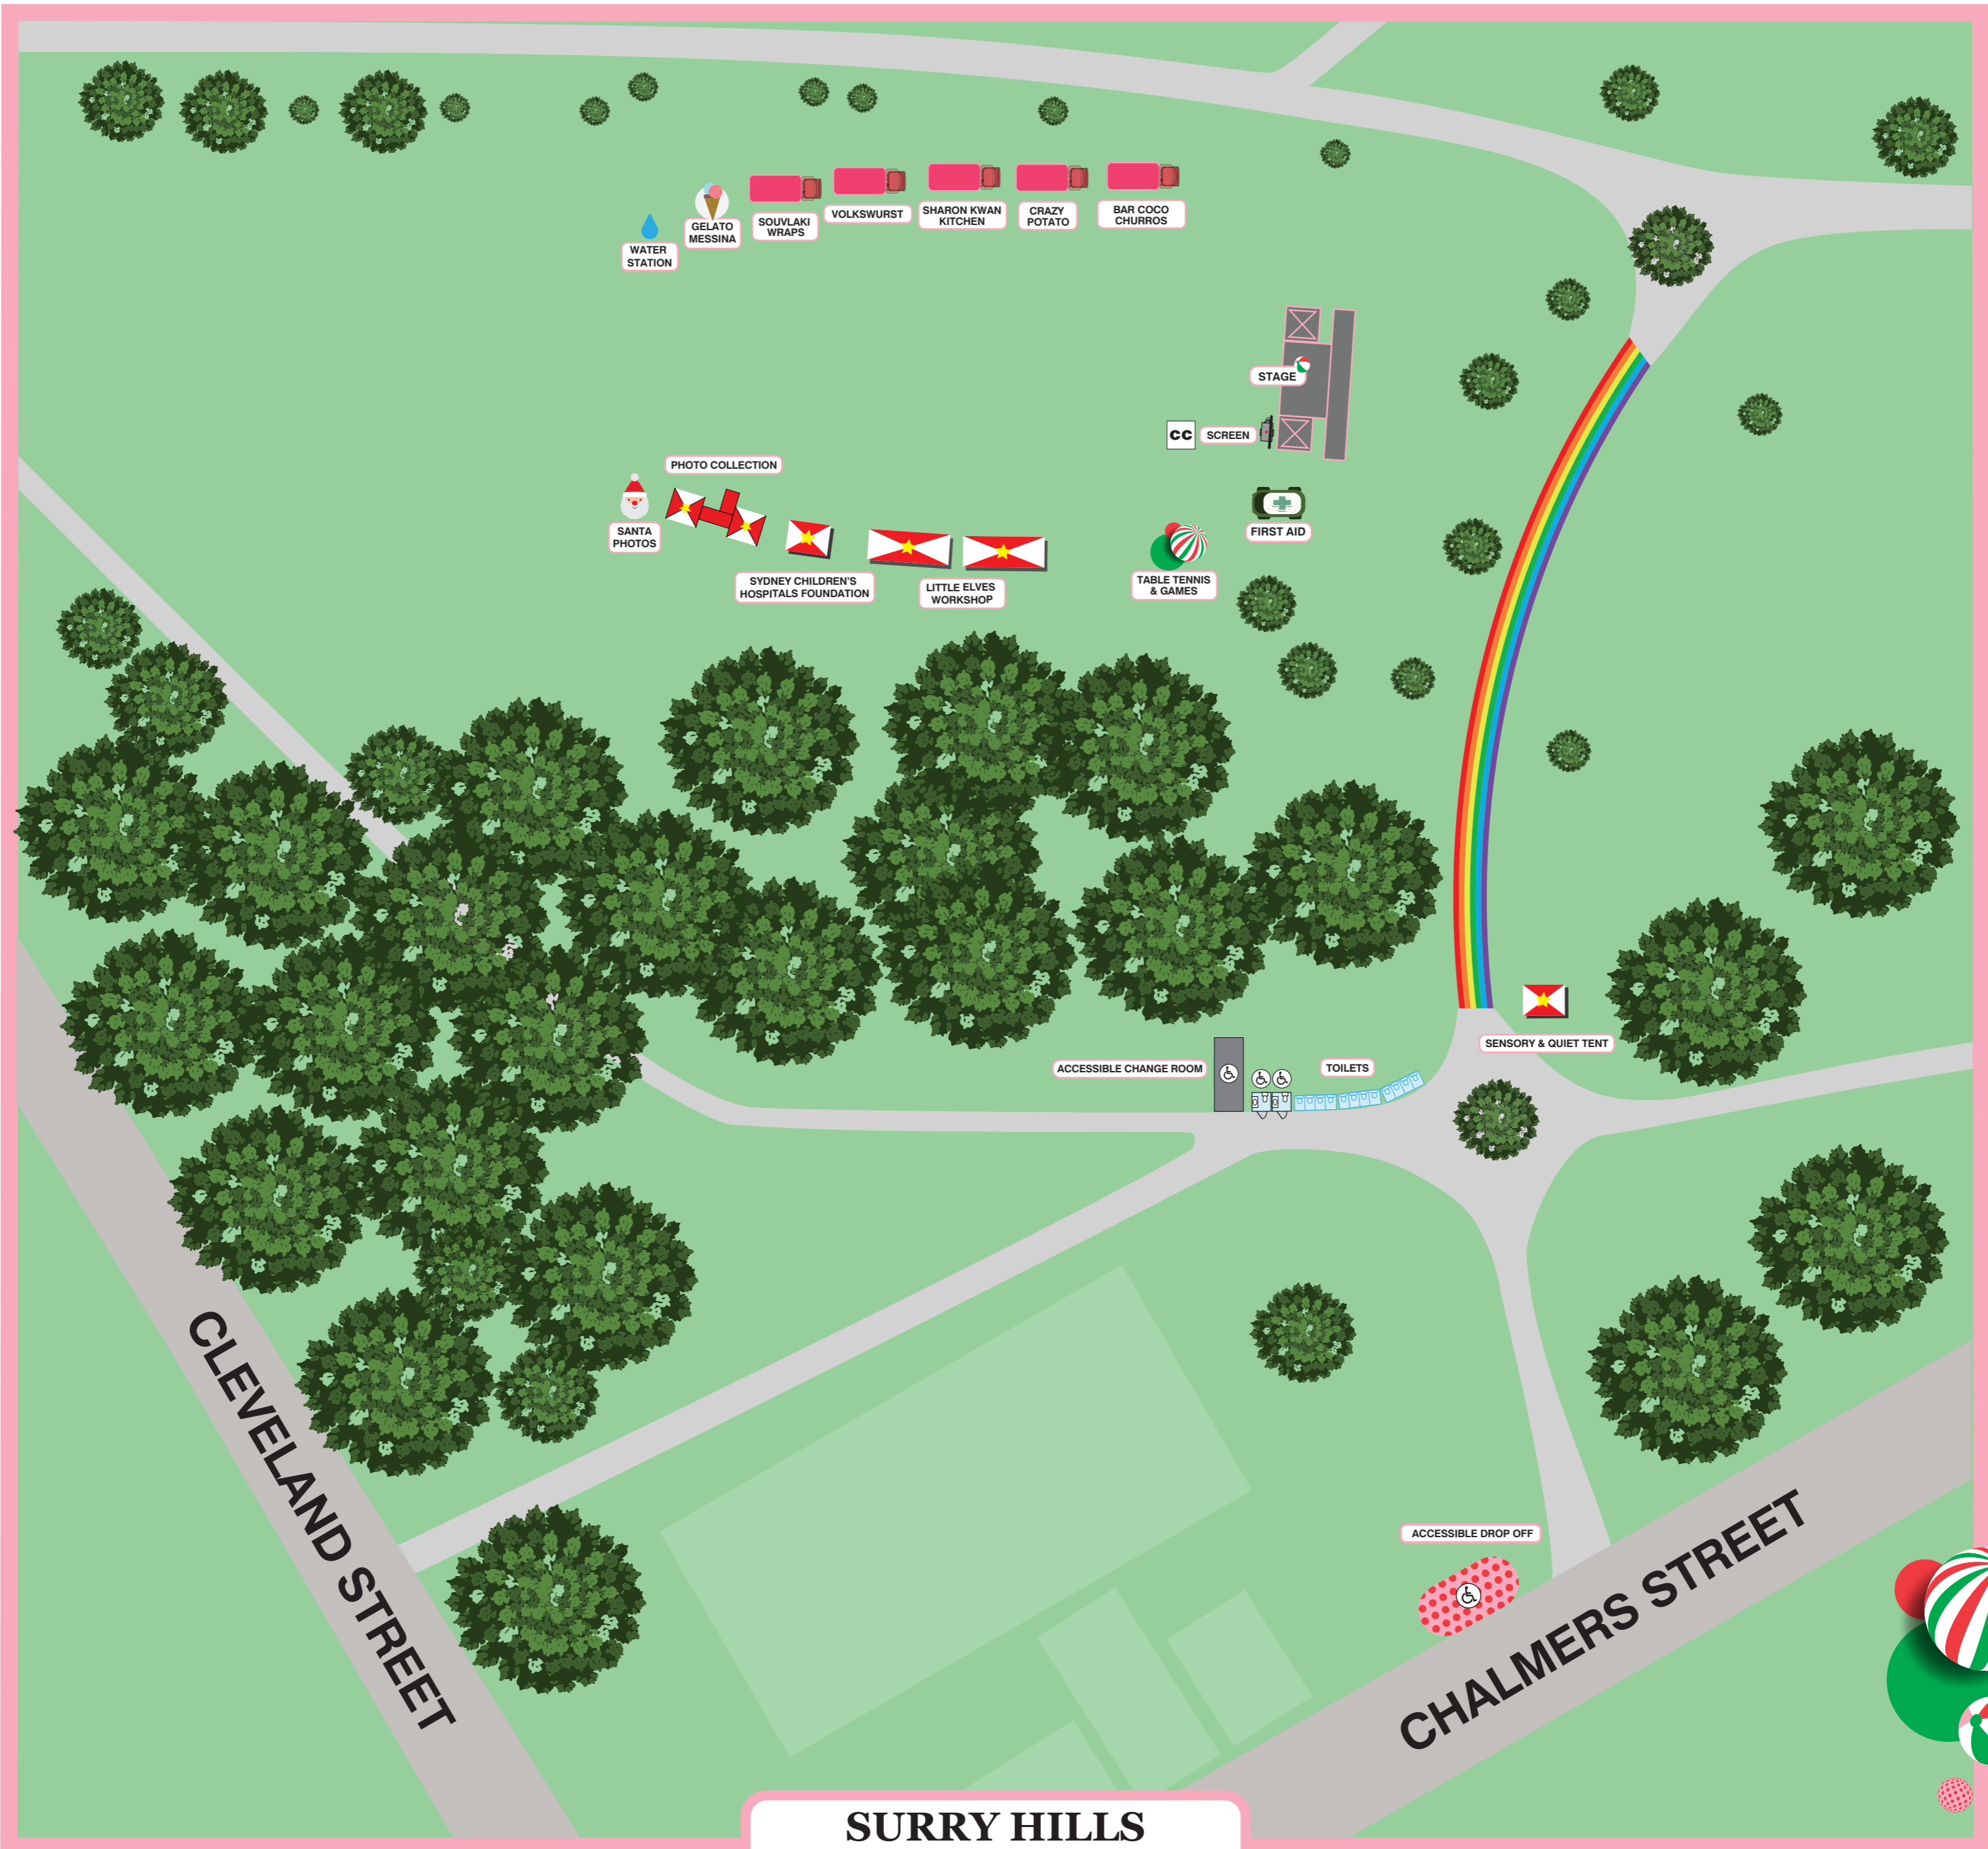 WATER
STATION
GELATO
MESSINA
SOUVLAKI
WRAPS
VOLKSWURST
SHARON KWAN
KITCHEN
CRAZY
POTATO
BAR COCO
CHURROS
STAGE
CC
SCREEN
PHOTO COLLECTION
SANTA
PHOTOS
FIRST AID
SYDNEY CHILDREN'S
HOSPITALS FOUNDATION
LITTLE ELVES
WORKSHOP
TABLE TENNIS
& GAMES
SENSORY & QUIET TENT
ACCESSIBLE CHANGE ROOM
TOILETS
CLEVELAND STREET
ACCESSIBLE DROP OFF
CHALMERS STREET
SURRY HILLS